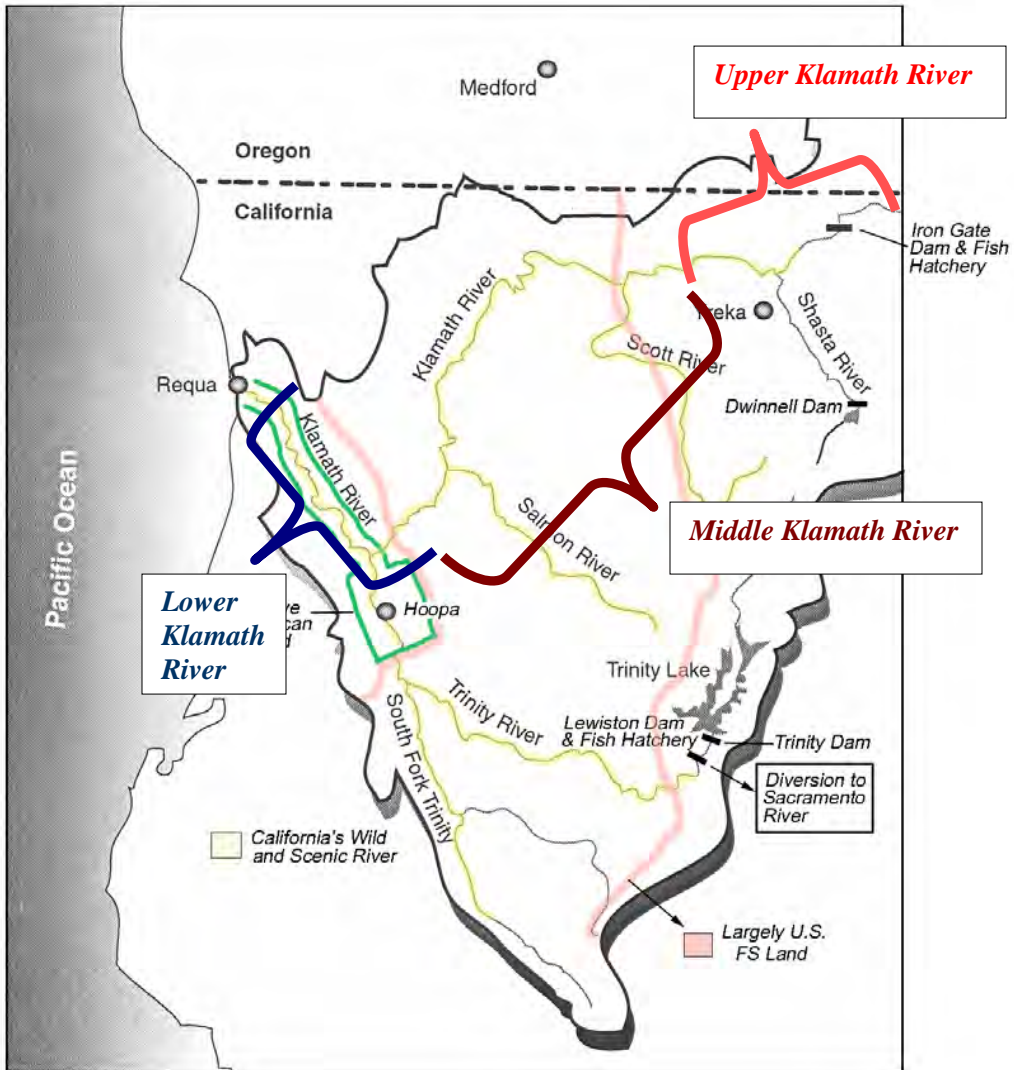 Upper Klamath River
Medford
Oregon
California
Iron Gate
Dam & Fish
Hatchery
Klamath River
Shasta River
Scott River
Requa
Dwinnell Dam
Klamath River
Pacific Ocean
Salmon River
Middle Klamath River
Lower
Klamath
River
Hoopa
Trinity Lake
Trinity River
Lewiston Dam
& Fish Hatchery
Trinity Dam
South Fork Trinity
Diversion to
Sacramento
River
California's Wild
and Scenic River
Largely U.S.
FS Land